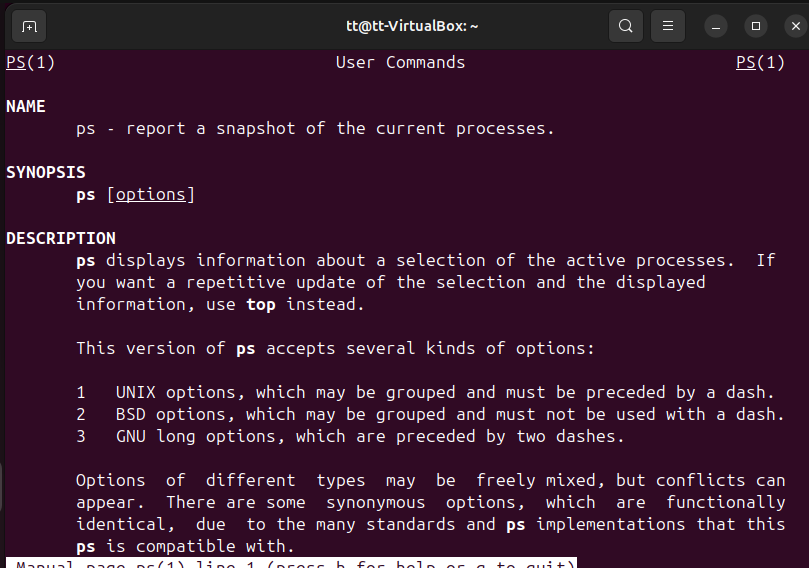 tt@tt-VirtualBox: ~
PS(1) User Commands PS(1)
NAME
ps - report a snapshot of the current processes.
SYNOPSIS
ps [options]
DESCRIPTION
ps displays information about a selection of the active processes. If
you want a repetitive update of the selection and the displayed
information, use top instead.
This version of ps accepts several kinds of options:
1 UNIX options, which may be grouped and must be preceded by a dash.
2 BSD options, which may be grouped and must not be used with a dash.
3 GNU long options, which are preceded by two dashes.
Options of different types may be freely mixed, but conflicts can
appear. There are some synonymous options, which are functionally
identical, due to the many standards and ps implementations that this
ps is compatible with.
Manual page ps(1) line 1 (press h for help or q to quit)